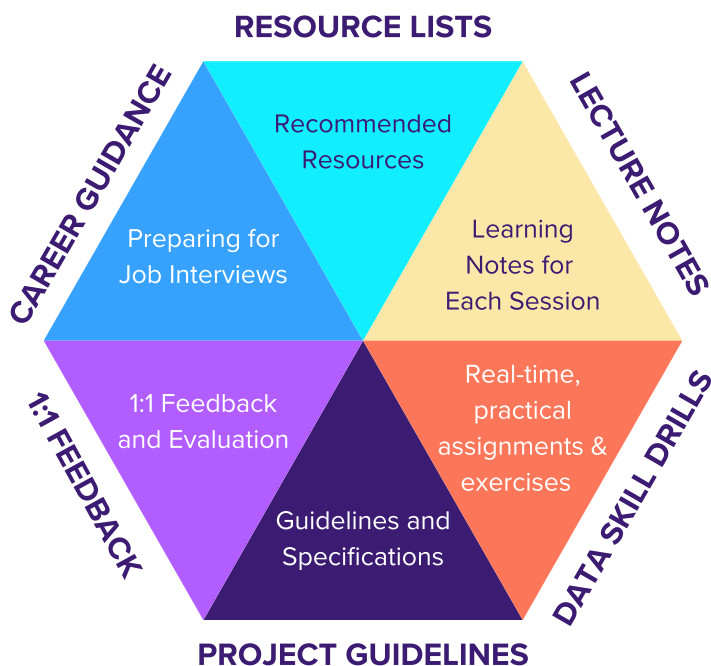 RESOURCE LISTS
CAREER GUIDANCE
LECTURE NOTES
Recommended
Resources
Preparing for
Job Interviews
Learning
Notes for
Each Session
1:1 Feedback
and Evaluation
Real-time,
practical
assignments &
exercises
Guidelines and
Specifications
1:1 FEEDBACK
DATA SKILL DRILLS
PROJECT GUIDELINES